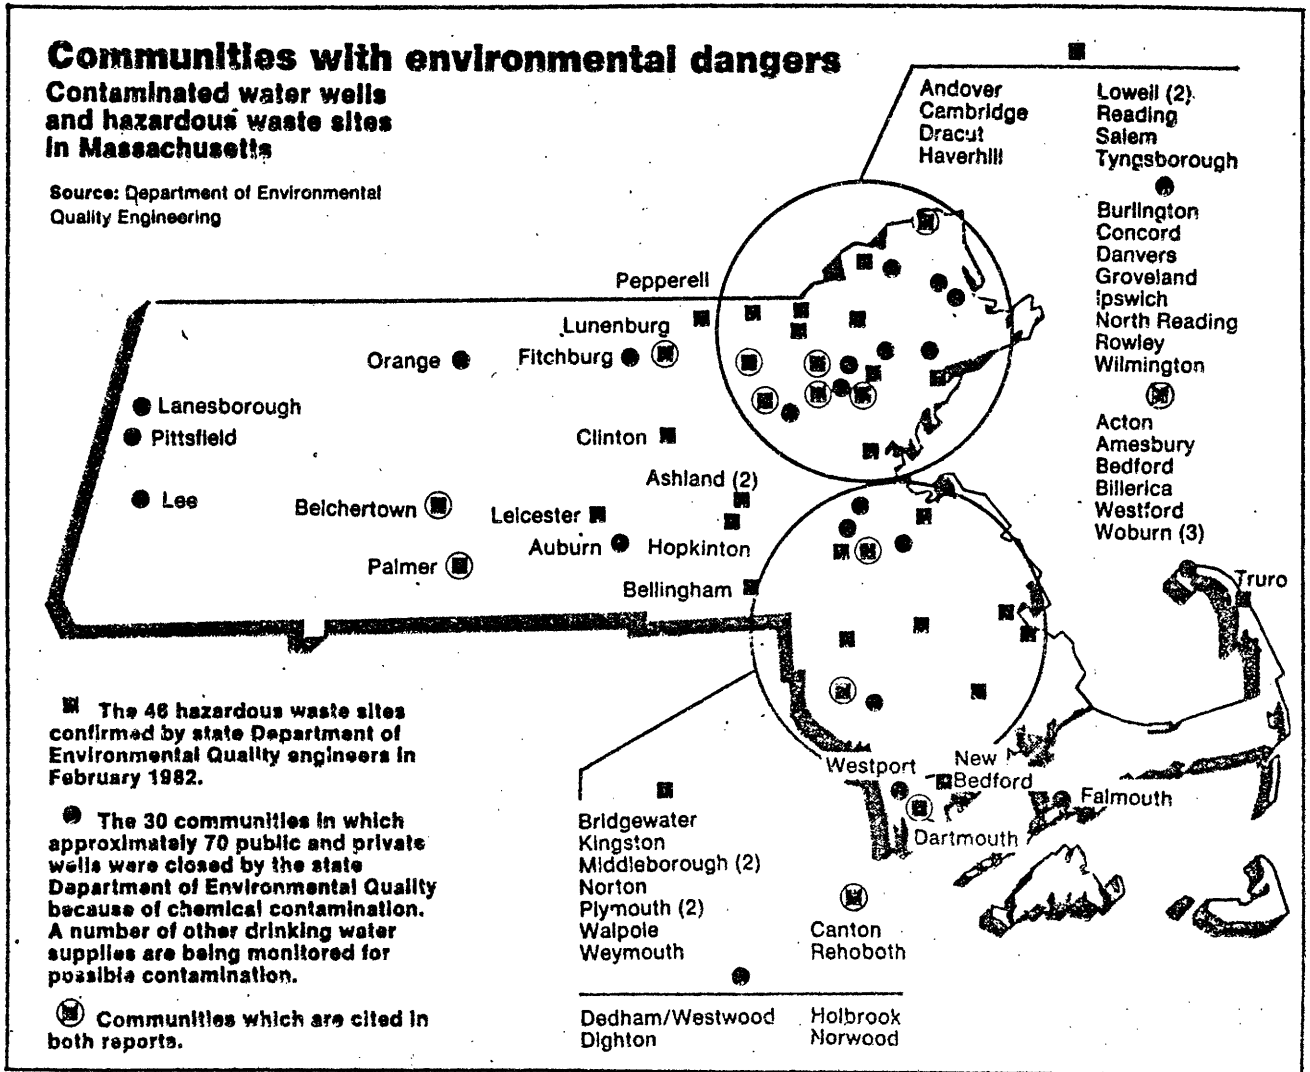 Communities with environmental dangers
Contaminated water wells
and hazardous waste sites
in Massachusetts
Source: Department of Environmental
Quality Engineering
Andover
Cambridge
Dracut
Haverhill
Lowell (2)
Reading
Salem
Tyngsborough
Burlington
Concord
Danvers
Groveland
Ipswich
North Reading
Rowley
Wilmington
Acton
Amesbury
Bedford
Billerica
Westford
Woburn (3)
Pepperell
Lunenburg
Orange
Fitchburg
Lanesborough
Pittsfield
Clinton
Ashland (2)
Lee
Belchertown
Leicester
Auburn
Hopkinton
Palmer
Bellingham
Truro
The 46 hazardous waste sites
confirmed by state Department of
Environmental Quality engineers in
February 1982.
The 30 communities in which
approximately 70 public and private
wells were closed by the state
Department of Environmental Quality
because of chemical contamination.
A number of other drinking water
supplies are being monitored for
possible contamination.
Communities which are cited in
both reports.
Westport
New
Bedford
Falmouth
Dartmouth
Bridgewater
Kingston
Middleborough (2)
Norton
Plymouth (2)
Walpole
Weymouth
Canton
Rehoboth
Dedham/Westwood
Dighton
Holbrook
Norwood